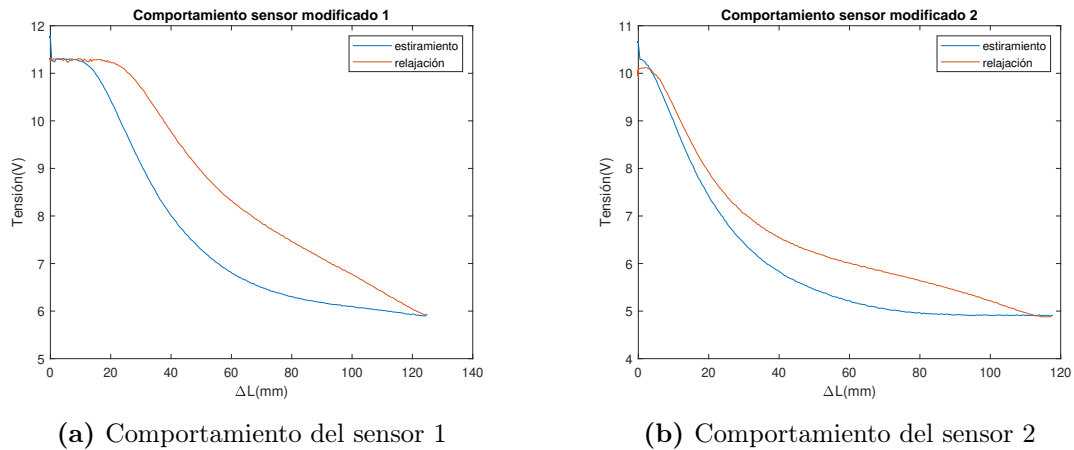 Comportamiento sensor modificado 1
12
11
10
9
8
7
6
5
Tensión(V)
0 20 40 60 80 100 120 140
ΔL(mm)
estiramiento
relajación
(a) Comportamiento del sensor 1
Comportamiento sensor modificado 2
11
10
9
8
7
6
5
4
Tensión(V)
0 20 40 60 80 100 120
ΔL(mm)
estiramiento
relajación
(b) Comportamiento del sensor 2